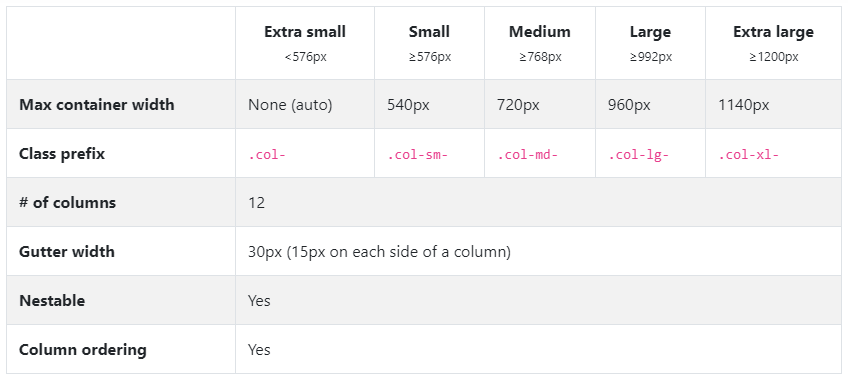 Extra small Small Medium Large Extra large
<576px ≥576px ≥768px ≥992px ≥1200px
Max container width None (auto) 540px 720px 960px 1140px
Class prefix .col- .col-sm- .col-md- .col-lg- .col-xl-
# of columns 12
Gutter width 30px (15px on each side of a column)
Nestable Yes
Column ordering Yes